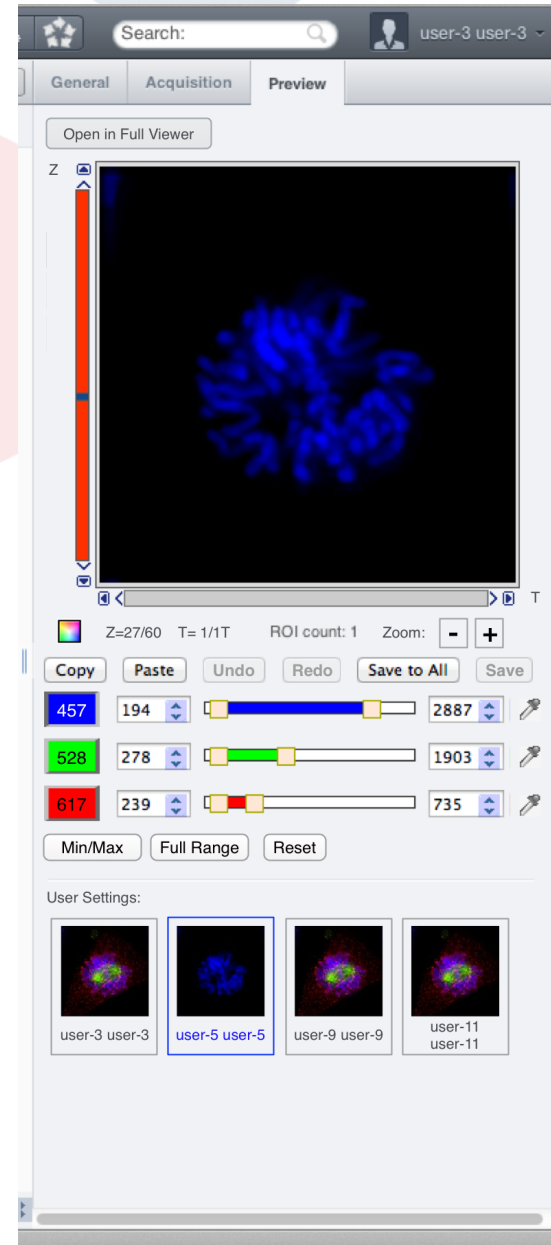 Search:
user-3 user-3
General Acquisition Preview
Open in Full Viewer
Z
T
Z=27/60 T= 1/1T ROI count: 1 Zoom: - +
Copy Paste Undo Redo Save to All Save
457 194 2887
528 278 1903
617 239 735
Min/Max Full Range Reset
User Settings:
user-3 user-3 user-5 user-5 user-9 user-9 user-11
user-11